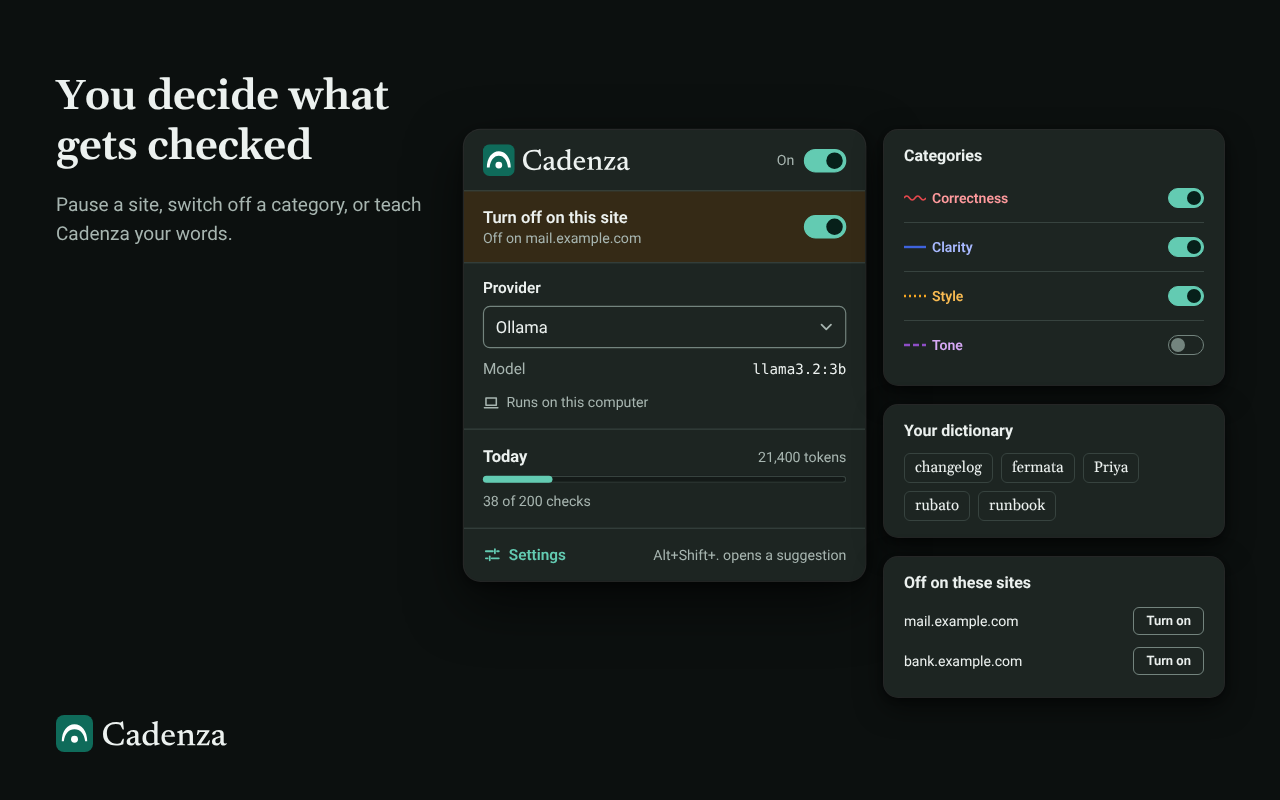 You decide what
gets checked
Pause a site, switch off a category, or teach
Cadenza your words.
Cadenza
On
Turn off on this site
Off on mail.example.com
Provider
Ollama
Model
llama3.2:3b
Runs on this computer
Today
21,400 tokens
38 of 200 checks
Settings
Alt+Shift+. opens a suggestion
Categories
Correctness
Clarity
Style
Tone
Your dictionary
changelog
fermata
Priya
rubato
runbook
Off on these sites
mail.example.com
Turn on
bank.example.com
Turn on
Cadenza